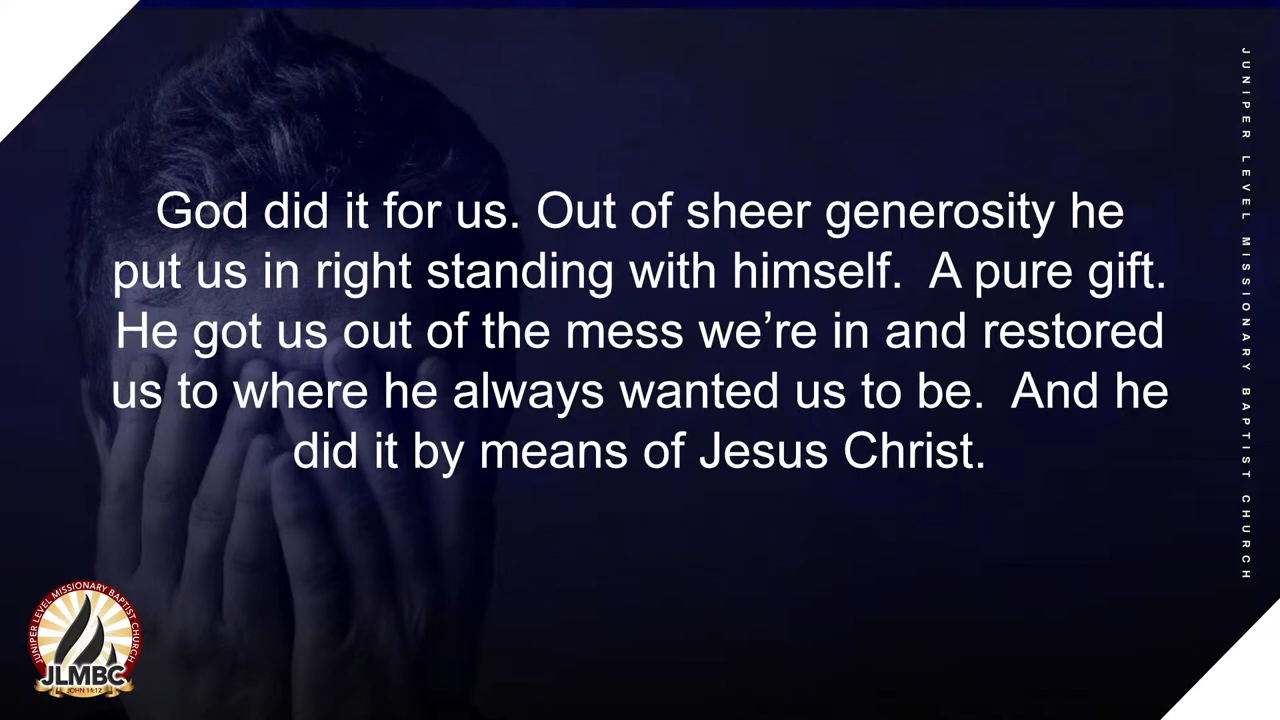 God did it for us. Out of sheer generosity he
put us in right standing with himself.  A pure gift.
He got us out of the mess we’re in and restored
us to where he always wanted us to be.  And he
did it by means of Jesus Christ.
JUNIPER LEVEL MISSIONARY BAPTIST CHURCH
JUNIPER LEVEL MISSIONARY BAPTIST CHURCH
JLMBC
JOHN 14:12